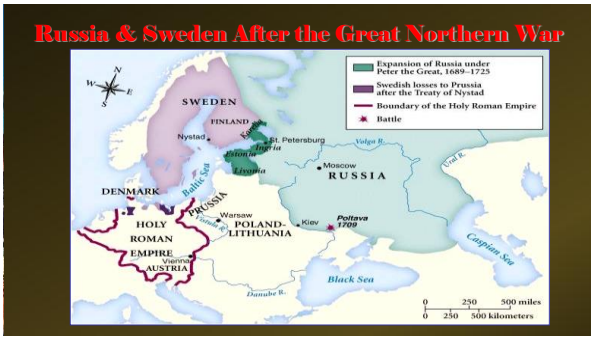 Russia & Sweden After the Great Northern War
Expansion of Russia under
Peter the Great, 1689–1725
Swedish losses to Prussia
after the Treaty of Nystad
Boundary of the Holy Roman Empire
Battle
N
W
E
S
SWEDEN
FINLAND
Karelia
Nystad
St. Petersburg
Ingria
Estonia
Livonia
Baltic Sea
Volga R.
Ural R.
Moscow
RUSSIA
DENMARK
PRUSSIA
Warsaw
Vistula R.
POLAND-
LITHUANIA
Kiev
Poltava
1709
HOLY
ROMAN
EMPIRE
Vienna
AUSTRIA
Caspian Sea
Black Sea
Danube R.
0 250 500 miles
0 250 500 kilometers